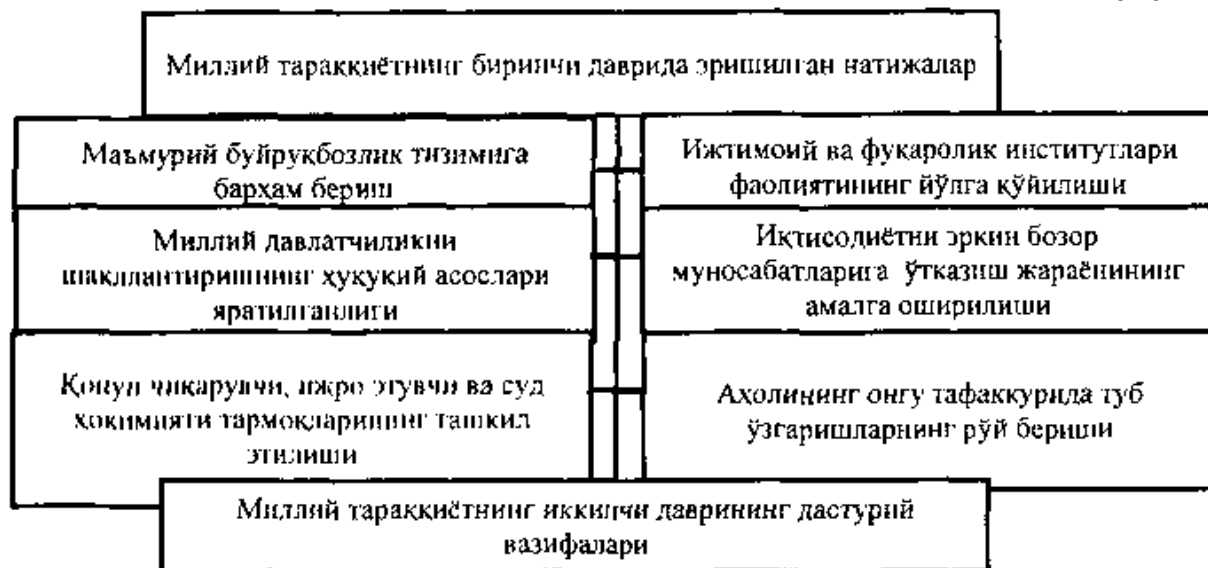 Миллий тараққиётнинг биринчи даврида эришилган натижалар
Маъмурий буйруқбозлик тизимига
барҳам бериш
Миллий давлатчиликни
шакллантиришнинг ҳуқуқий асослари
яратилганлиги
Қонун чиқарувчи, ижро этувчи ва суд
ҳокимияти тармоқларининг ташкил
этилиши
Ижтимоий ва фуқаролик институтлари
фаолиятининг йўлга қўйилиши
Иқтисодиётни эркин бозор
муносабатларига ўтказиш жараёнининг
амалга оширилиши
Аҳолининг онгу тафаккурида туб
ўзгаришларнинг рўй бериши
Миллий тараққиётнинг иккинчи даврининг дастурий
вазифалари